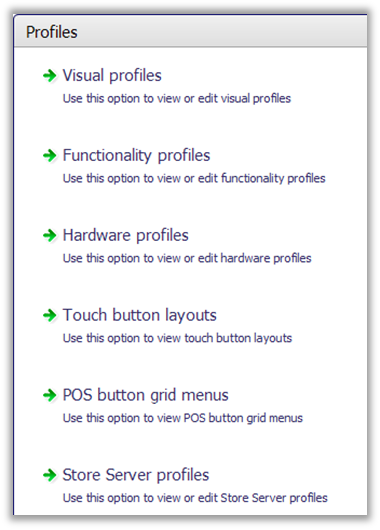 Profiles
Visual profiles
Use this option to view or edit visual profiles
Functionality profiles
Use this option to view or edit functionality profiles
Hardware profiles
Use this option to view or edit hardware profiles
Touch button layouts
Use this option to view touch button layouts
POS button grid menus
Use this option to view POS button grid menus
Store Server profiles
Use this option to view or edit Store Server profiles